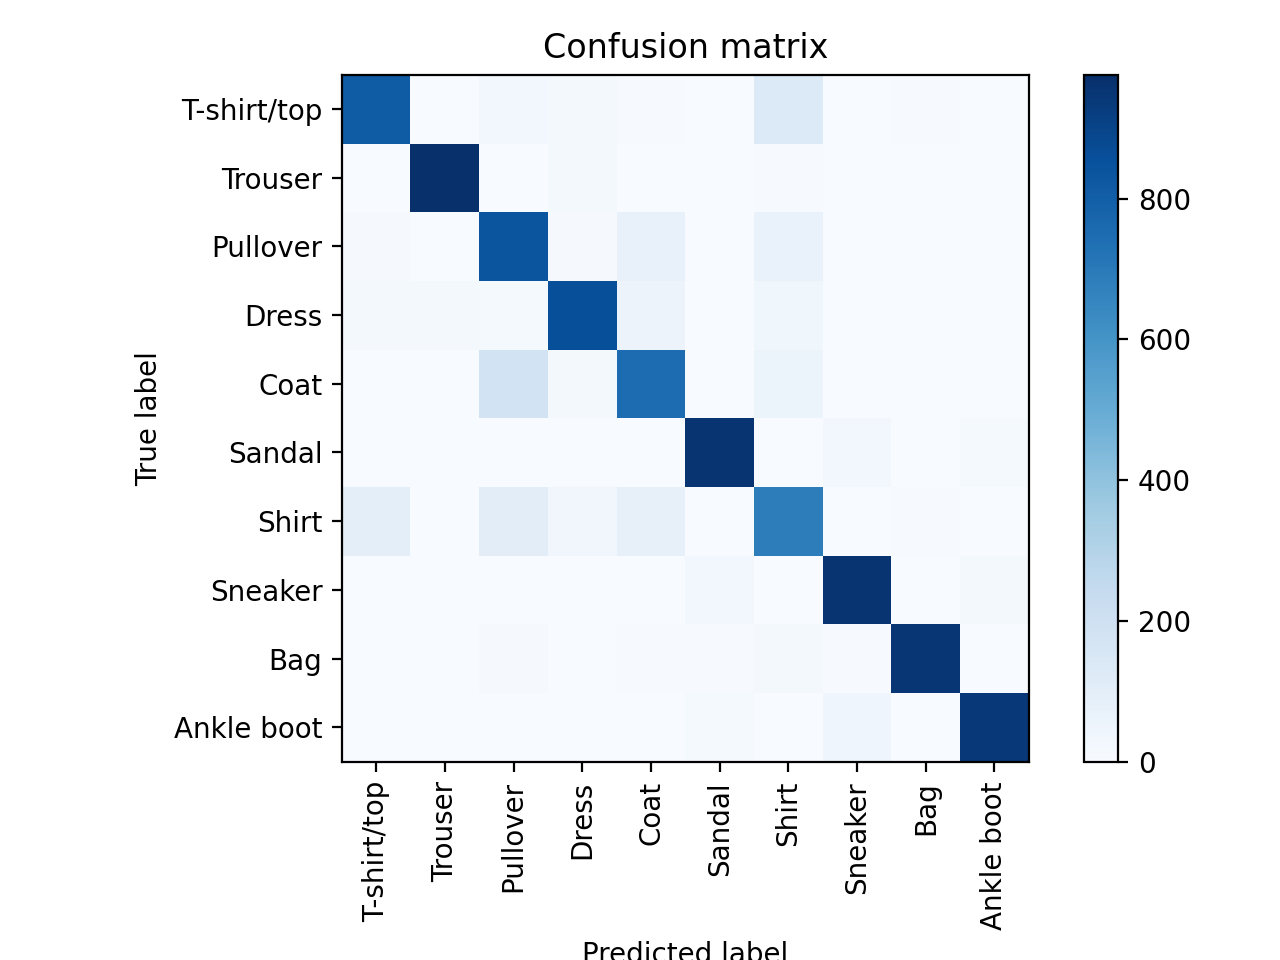 Confusion matrix
True label
T-shirt/top
Trouser
Pullover
Dress
Coat
Sandal
Shirt
Sneaker
Bag
Ankle boot
T-shirt/top
Trouser
Pullover
Dress
Coat
Sandal
Shirt
Sneaker
Bag
Ankle boot
Predicted label
800
600
400
200
0